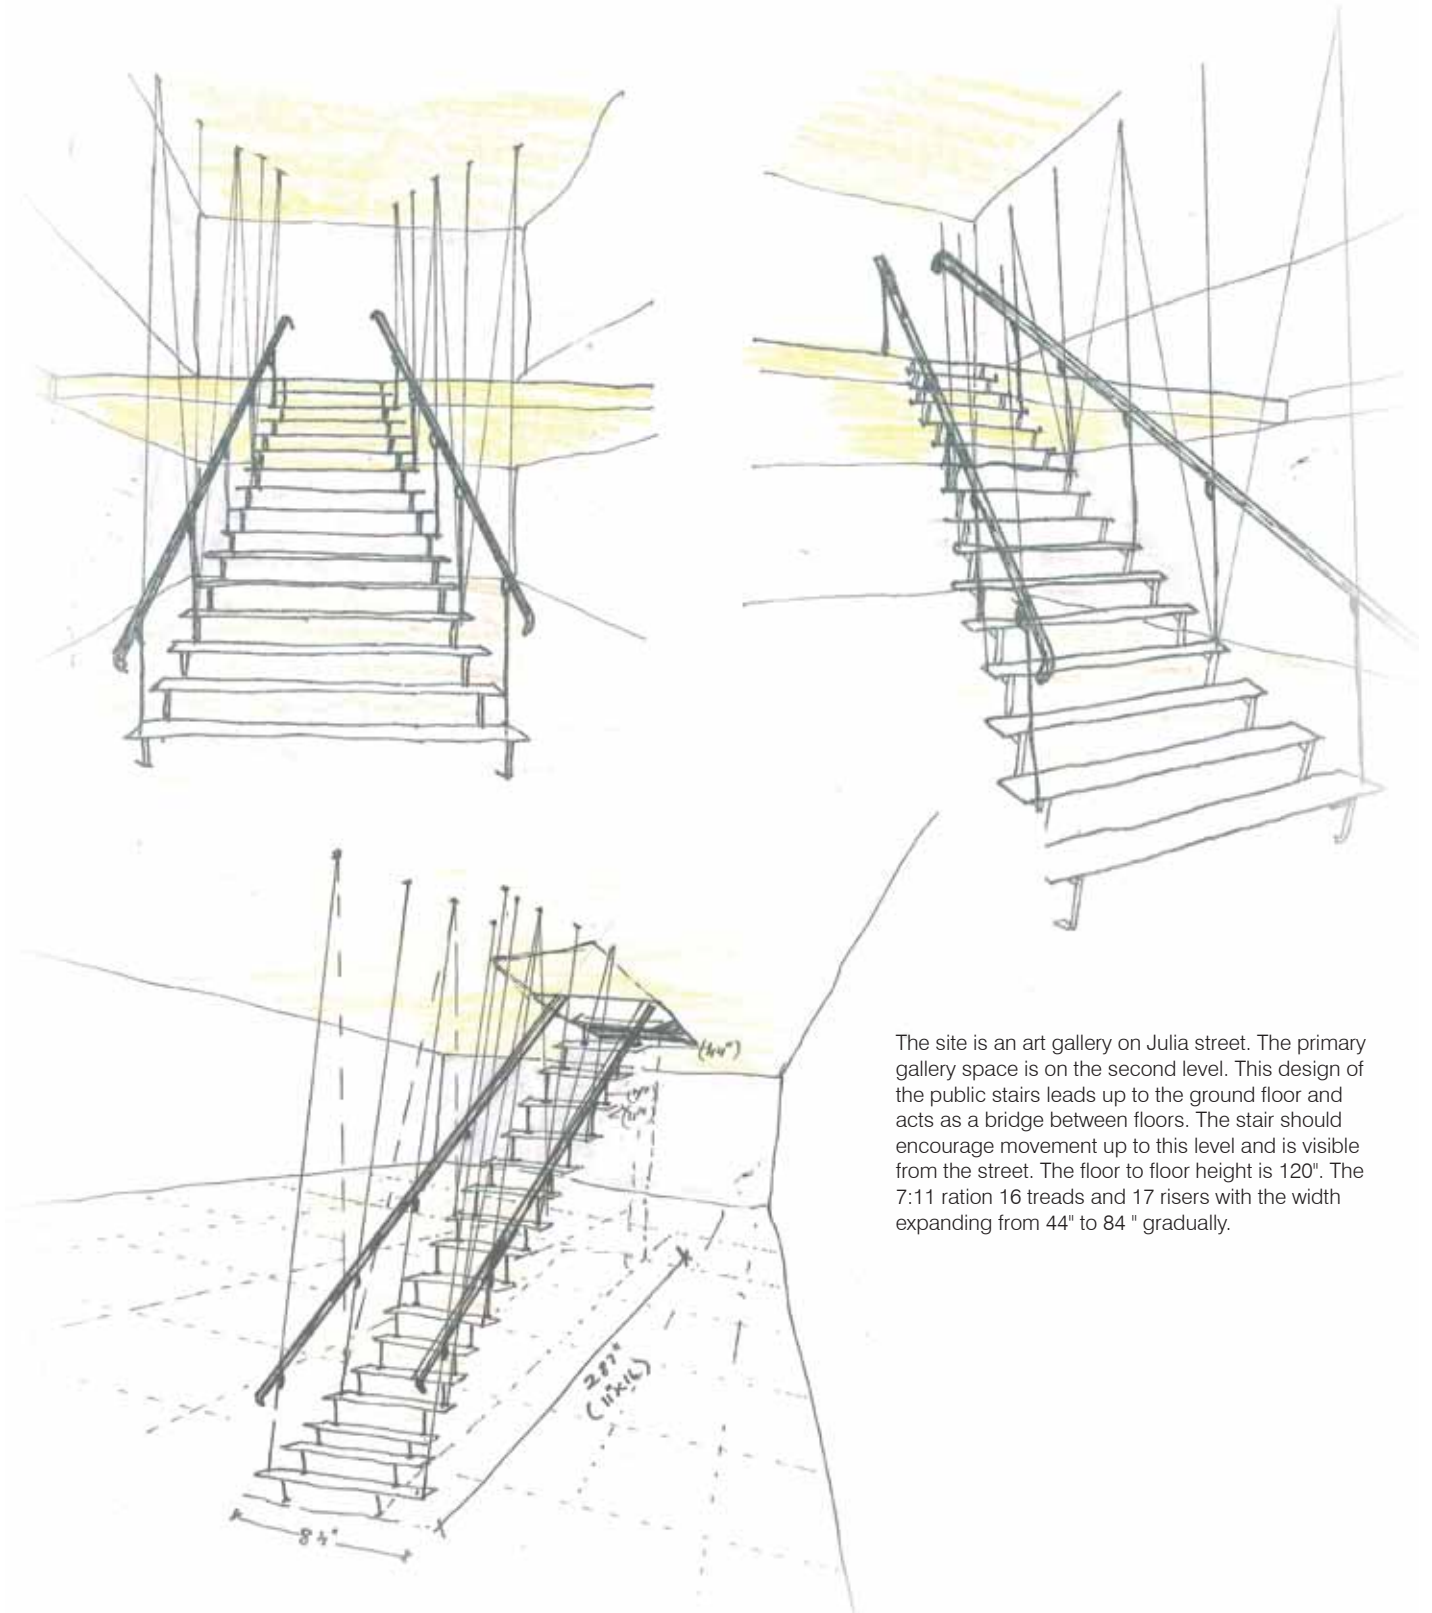 (44")
(7")
(11")
The site is an art gallery on Julia street. The primary
gallery space is on the second level. This design of
the public stairs leads up to the ground floor and
acts as a bridge between floors. The stair should
encourage movement up to this level and is visible
from the street. The floor to floor height is 120". The
7:11 ration 16 treads and 17 risers with the width
expanding from 44" to 84 " gradually.
287"
(11"x16)
84"